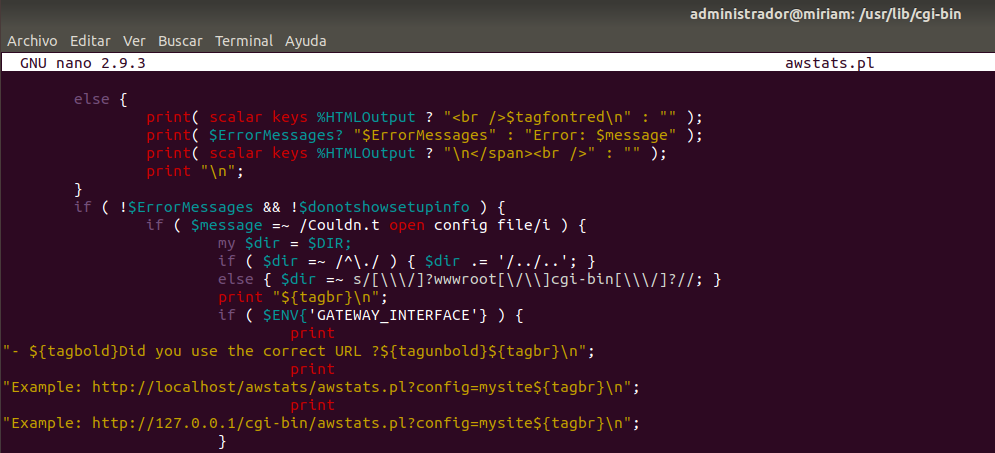 administrador@miriam: /usr/lib/cgi-bin
Archivo Editar Ver Buscar Terminal Ayuda
GNU nano 2.9.3 awstats.pl
else {
print( scalar keys %HTMLOutput ? "<br />$tagfontred\n" : "" );
print( $ErrorMessages? "$ErrorMessages" : "Error: $message" );
print( scalar keys %HTMLOutput ? "\n</span><br />" : "" );
print "\n";
}
if ( !$ErrorMessages && !$donotshowsetupinfo ) {
if ( $message =~ /Couldn.t open config file/i ) {
my $dir = $DIR;
if ( $dir =~ /^\./ ) { $dir .= '/../..'; }
else { $dir =~ s/[\\\/]?wwwroot[\/\\]cgi-bin[\\\/]?//; }
print "${tagbr}\n";
if ( $ENV{'GATEWAY_INTERFACE'} ) {
print
"- ${tagbold}Did you use the correct URL ?${tagunbold}${tagbr}\n";
print
"Example: http://localhost/awstats/awstats.pl?config=mysite${tagbr}\n";
print
"Example: http://127.0.0.1/cgi-bin/awstats.pl?config=mysite${tagbr}\n";
}